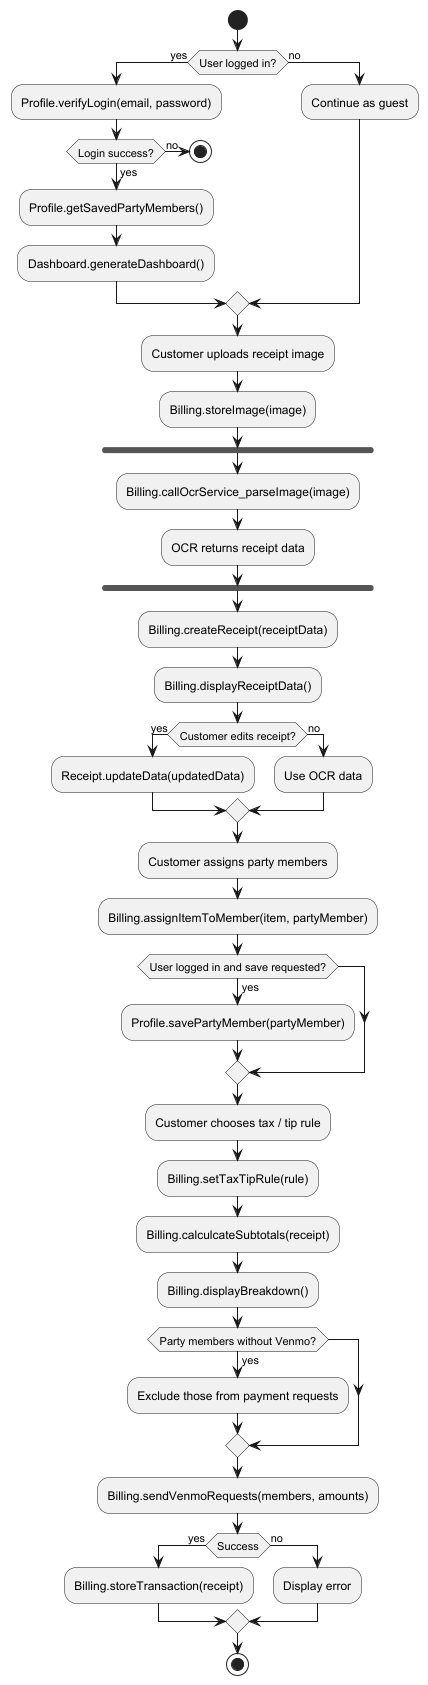 User logged in?
yes
no
Profile.verifyLogin(email, password)
Continue as guest
Login success?
no
yes
Profile.getSavedPartyMembers()
Dashboard.generateDashboard()
Customer uploads receipt image
Billing.storeImage(image)
Billing.callOcrService_parseImage(image)
OCR returns receipt data
Billing.createReceipt(receiptData)
Billing.displayReceiptData()
Customer edits receipt?
yes
no
Receipt.updateData(updatedData)
Use OCR data
Customer assigns party members
Billing.assignItemToMember(item, partyMember)
User logged in and save requested?
yes
Profile.savePartyMember(partyMember)
Customer chooses tax / tip rule
Billing.setTaxTipRule(rule)
Billing.calculcateSubtotals(receipt)
Billing.displayBreakdown()
Party members without Venmo?
yes
Exclude those from payment requests
Billing.sendVenmoRequests(members, amounts)
Success
yes
no
Billing.storeTransaction(receipt)
Display error